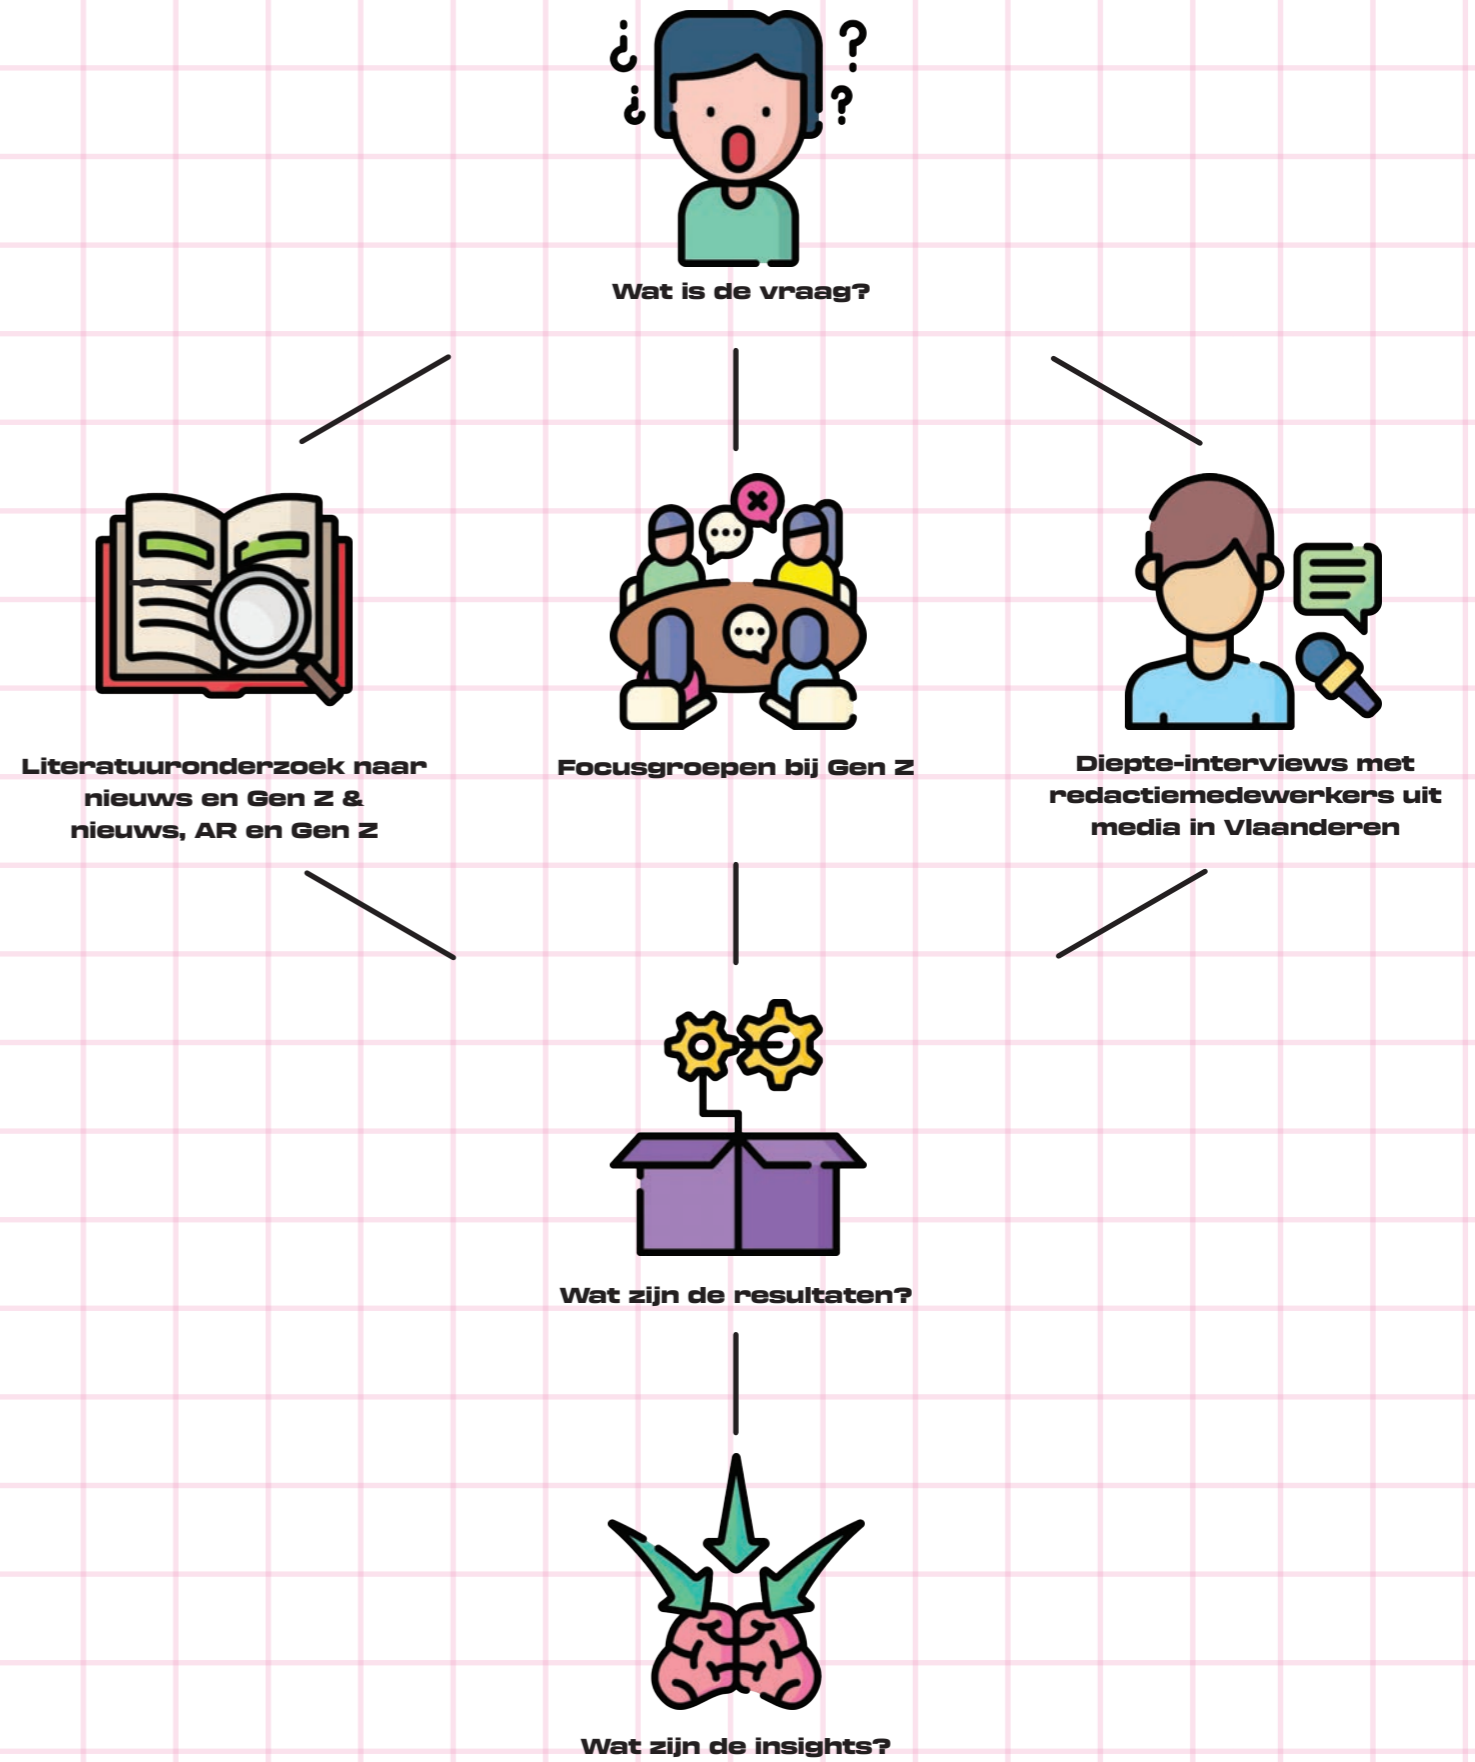 Wat is de vraag?
Literatuuronderzoek naar
nieuws en Gen Z &
nieuws, AR en Gen Z
Focusgroepen bij Gen Z
Diepte-interviews met
redactiemedewerkers uit
media in Vlaanderen
Wat zijn de resultaten?
Wat zijn de insights?